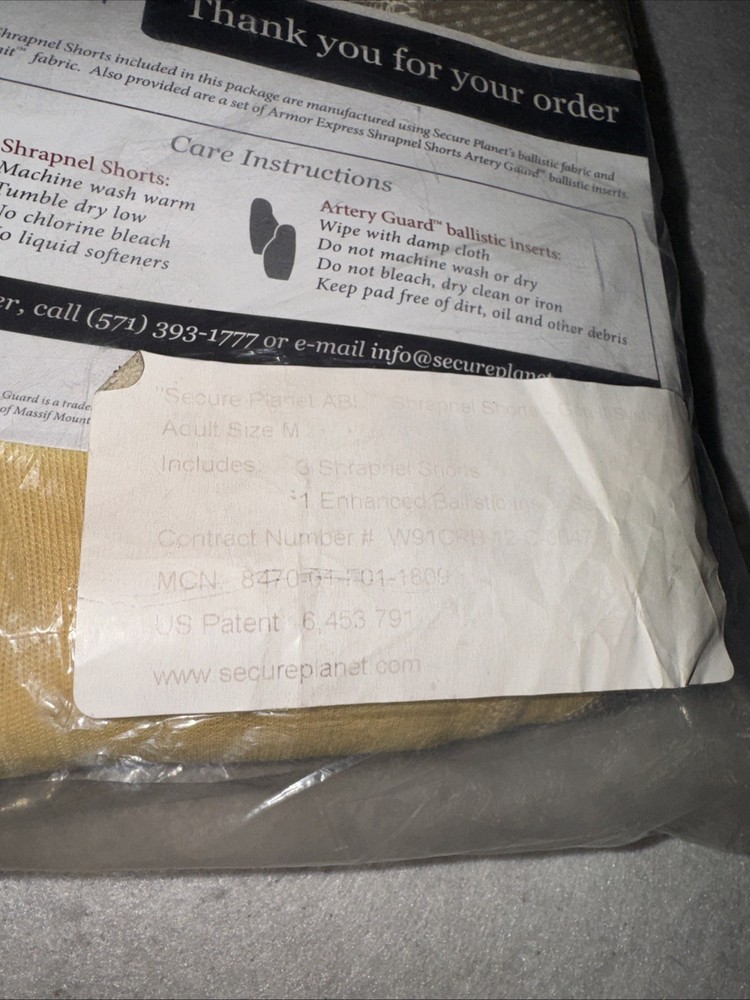 Thank you for your order
Shrapnel Shorts included in this package are manufactured using Secure Planet's ballistic fabric and
fabric. Also provided are a set of Armor Express Shrapnel Shorts Artery Guard™ ballistic inserts.
Care Instructions
Shrapnel Shorts:
Machine wash warm
Tumble dry low
No chlorine bleach
No liquid softeners
Artery Guard™ ballistic inserts:
Wipe with damp cloth
Do not machine wash or dry
Do not bleach, dry clean or iron
Keep pad free of dirt, oil and other debris
er, call (571) 393-1777 or e-mail info@secureplanet
Guard is a trade
of Massif Mount
"Secure Planet ABL Shrapnel Shorts -
Adult Size M
Includes: 3 Shrapnel Shorts
1 Enhanced Ballistic
Contract Number #
MCN: 8470-01-F01-1809
US Patent 6,453,791
www.secureplanet.com